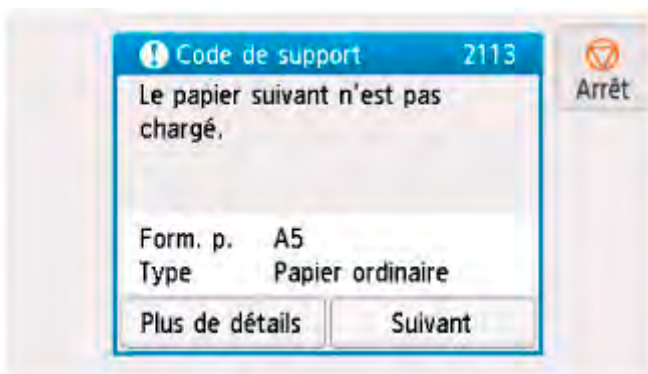 Code de support 2113
Arrêt
Le papier suivant n'est pas
chargé.
Form. p. A5
Type Papier ordinaire
Plus de détails Suivant